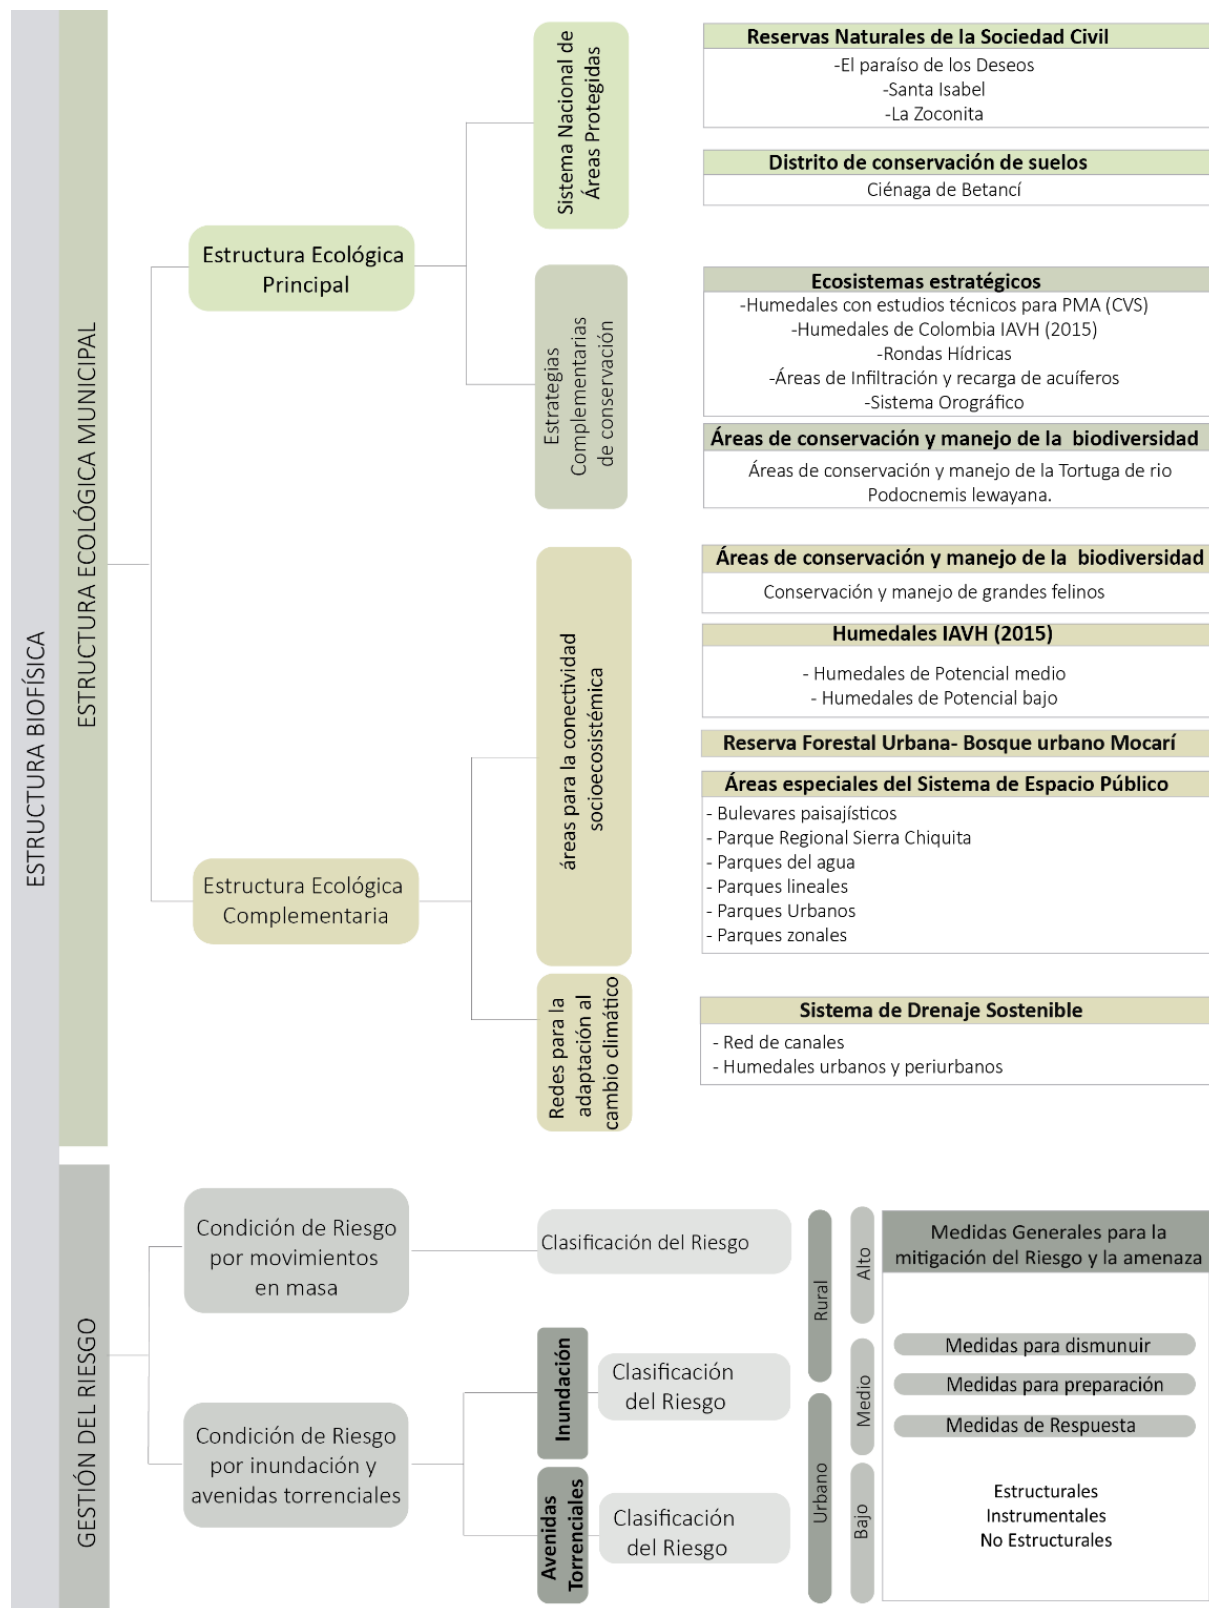 ESTRUCTURA BIOFÍSICA
ESTRUCTURA ECOLÓGICA MUNICIPAL
Estructura Ecológica
Principal
Sistema Nacional de
Áreas Protegidas
Reservas Naturales de la Sociedad Civil
-El paraíso de los Deseos
-Santa Isabel
-La Zoconita
Distrito de conservación de suelos
Ciénaga de Betancí
Estrategias
Complementarias
de conservación
Ecosistemas estratégicos
-Humedales con estudios técnicos para PMA (CVS)
-Humedales de Colombia IAVH (2015)
-Rondas Hídricas
-Áreas de Infiltración y recarga de acuíferos
-Sistema Orográfico
Áreas de conservación y manejo de la biodiversidad
Áreas de conservación y manejo de la Tortuga de rio
Podocnemis lewayana.
Estructura Ecológica
Complementaria
áreas para la conectividad
socioecosistémica
Áreas de conservación y manejo de la biodiversidad
Conservación y manejo de grandes felinos
Humedales IAVH (2015)
- Humedales de Potencial medio
- Humedales de Potencial bajo
Reserva Forestal Urbana- Bosque urbano Mocarí
Áreas especiales del Sistema de Espacio Público
- Bulevares paisajísticos
- Parque Regional Sierra Chiquita
- Parques del agua
- Parques lineales
- Parques Urbanos
- Parques zonales
Redes para la
adaptación al
cambio climático
Sistema de Drenaje Sostenible
- Red de canales
- Humedales urbanos y periurbanos
GESTIÓN DEL RIESGO
Condición de Riesgo
por movimientos
en masa
Clasificación del Riesgo
Condición de Riesgo
por inundación y
avenidas torrenciales
Inundación
Clasificación
del Riesgo
Avenidas
Torrenciales
Clasificación
del Riesgo
Rural
Urbano
Alto
Medio
Bajo
Medidas Generales para la
mitigación del Riesgo y la amenaza
Medidas para dismunuir
Medidas para preparación
Medidas de Respuesta
Estructurales
Instrumentales
No Estructurales